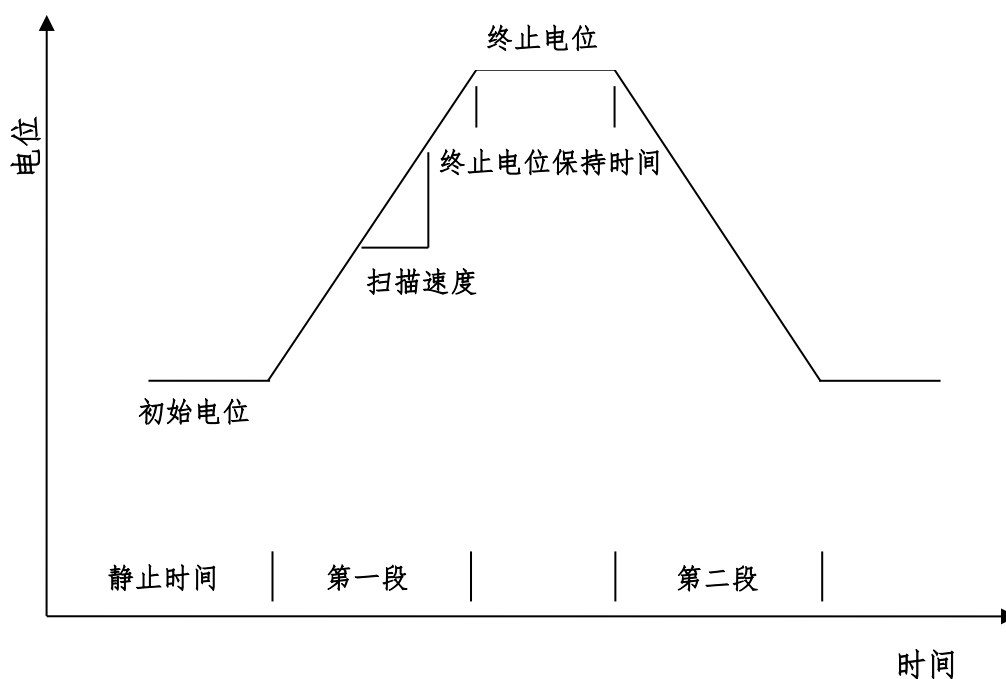 终止电位
电位
终止电位保持时间
扫描速度
初始电位
静止时间
第一段
第二段
时间